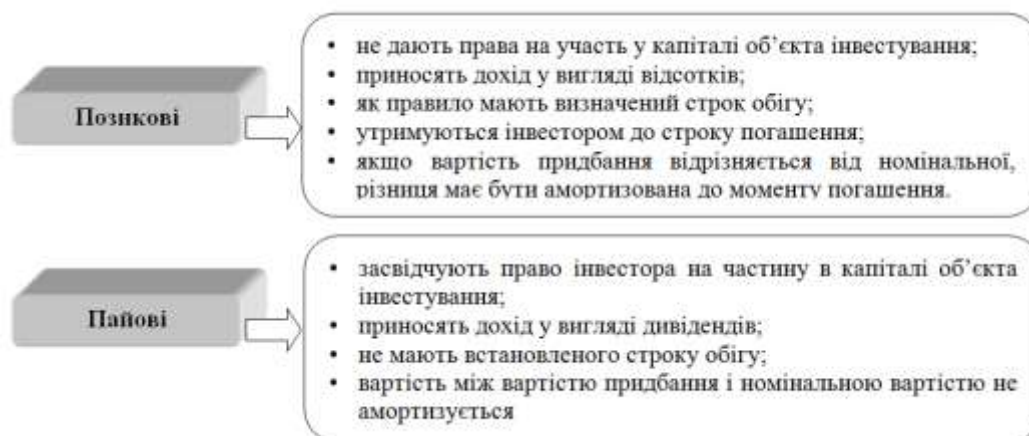 Позикові
• не дають права на участь у капіталі об’єкта інвестування;
• приносять дохід у вигляді відсотків;
• як правило мають визначений строк обігу;
• утримуються інвестором до строку погашення;
• якщо вартість придбання відрізняється від номінальної,
різниця має бути амортизована до моменту погашення.
Пайові
• засвідчують право інвестора на частину в капіталі об’єкта
інвестування;
• приносять дохід у вигляді дивідендів;
• не мають встановленого строку обігу;
• вартість між вартістю придбання і номінальною вартістю не
амортизується